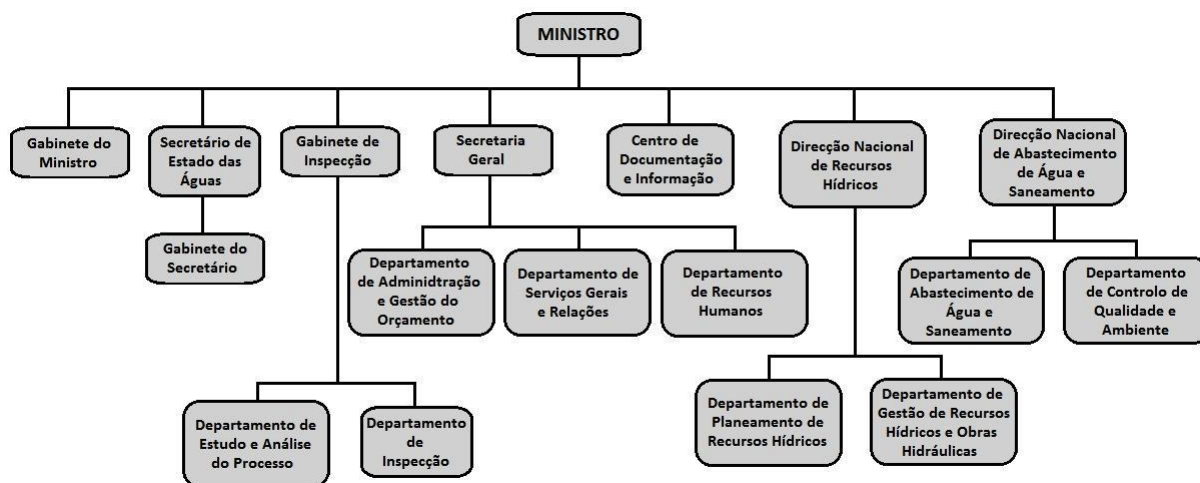 MINISTRO
Gabinete do
Ministro
Secretário de
Estado das
Águas
Gabinete de
Inspecção
Secretaria
Geral
Centro de
Documentação
e Informação
Direcção Nacional
de Recursos
Hídricos
Direcção Nacional
de Abastecimento
de Água e
Saneamento
Gabinete do
Secretário
Departamento
de Adminidtração
e Gestão do
Orçamento
Departamento de
Serviços Gerais
e Relações
Departamento
de Recursos
Humanos
Departamento de
Abastecimento de
Água e
Saneamento
Departamento
de Controlo de
Qualidade e
Ambiente
Departamento de
Estudo e Análise
do Processo
Departamento
de
Inspecção
Departamento de
Planeamento de
Recursos Hídricos
Departamento de
Gestão de Recursos
Hídricos e Obras
Hidráulicas